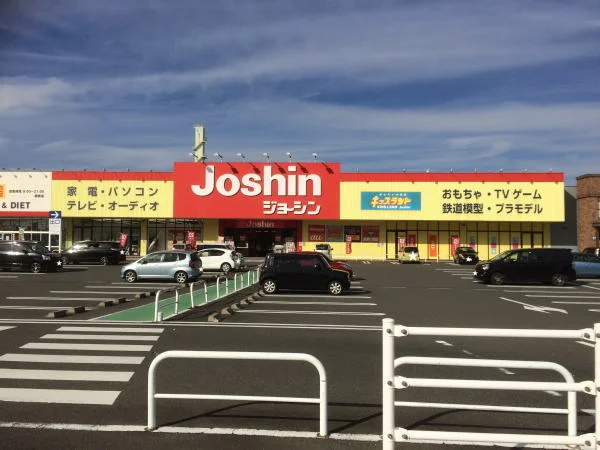 & DIET
家 電・パソコン
テレビ・オーディオ
Joshin
ジョーシン
キッズランド
おもちゃ・TVゲーム
鉄道模型・プラモデル
Joshin
au